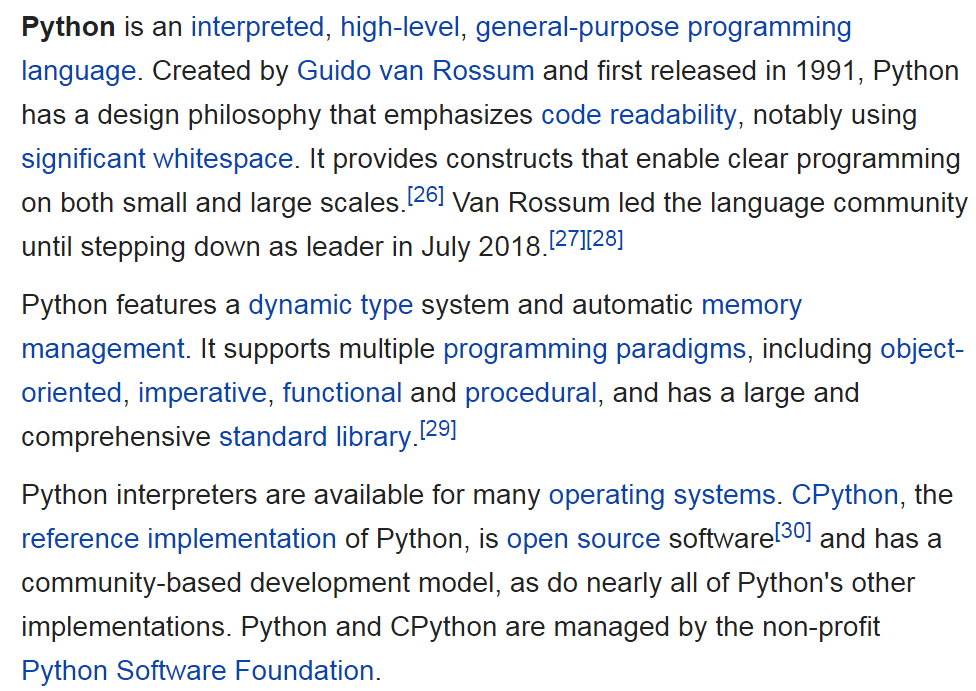 Python is an interpreted, high-level, general-purpose programming
language. Created by Guido van Rossum and first released in 1991, Python
has a design philosophy that emphasizes code readability, notably using
significant whitespace. It provides constructs that enable clear programming
on both small and large scales.[26] Van Rossum led the language community
until stepping down as leader in July 2018.[27][28]
Python features a dynamic type system and automatic memory
management. It supports multiple programming paradigms, including object-
oriented, imperative, functional and procedural, and has a large and
comprehensive standard library.[29]
Python interpreters are available for many operating systems. CPython, the
reference implementation of Python, is open source software[30] and has a
community-based development model, as do nearly all of Python's other
implementations. Python and CPython are managed by the non-profit
Python Software Foundation.